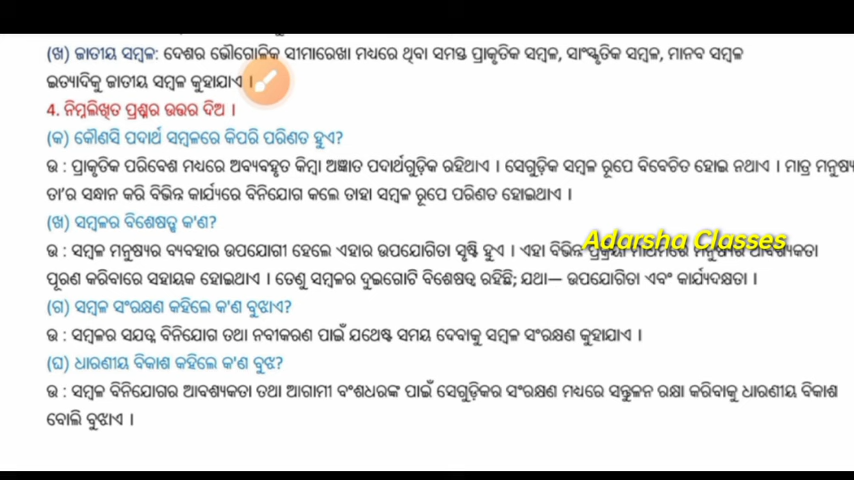 (ଖ) ଜାତୀୟ ସମ୍ବଳ: ଦେଶର ଭୌଗୋଳିକ ସୀମାରେଖା ମଧ୍ୟରେ ଥିବା ସମସ୍ତ ପ୍ରାକୃତିକ ସମ୍ବଳ, ସାଂସ୍କୃତିକ ସମ୍ବଳ, ମାନବ ସମ୍ବଳ
ଇତ୍ୟାଦିକୁ ଜାତୀୟ ସମ୍ବଳ କୁହାଯାଏ ।
4. ନିମ୍ନଲିଖିତ ପ୍ରଶ୍ନର ଉତ୍ତର ଦିଅ ।
(କ) କୌଣସି ପଦାର୍ଥ ସମ୍ବଳରେ କିପରି ପରିଣତ ହୁଏ?
ଉ : ପ୍ରାକୃତିକ ପରିବେଶ ମଧ୍ୟରେ ଅବ୍ୟବହୃତ କିମ୍ବା ଅଜ୍ଞାତ ପଦାର୍ଥଗୁଡ଼ିକ ରହିଥାଏ । ସେଗୁଡ଼ିକ ସମ୍ବଳ ରୂପେ ବିବେଚିତ ହୋଇ ନଥାଏ । ମାତ୍ର ମନୁଷ୍ୟ
ତା'ର ସନ୍ଧାନ କରି ବିଭିନ୍ନ କାର୍ଯ୍ୟରେ ବିନିଯୋଗ କଲେ ତାହା ସମ୍ବଳ ରୂପେ ପରିଣତ ହୋଇଥାଏ ।
(ଖ) ସମ୍ବଳର ବିଶେଷତ୍ଵ କ'ଣ?
ଉ : ସମ୍ବଳ ମନୁଷ୍ୟର ବ୍ୟବହାର ଉପଯୋଗୀ ହେଲେ ଏହାର ଉପଯୋଗିତା ସୃଷ୍ଟି ହୁଏ । ଏହା ବିଭିନ୍ନ ପ୍ରକ୍ରିୟା ମାଧ୍ୟମରେ ମନୁଷ୍ୟର ଆବଶ୍ୟକତା
Adarsha Classes
ପୂରଣ କରିବାରେ ସହାୟକ ହୋଇଥାଏ । ତେଣୁ ସମ୍ବଳର ଦୁଇଗୋଟି ବିଶେଷତ୍ଵ ରହିଛି; ଯଥା— ଉପଯୋଗିତା ଏବଂ କାର୍ଯ୍ୟଦକ୍ଷତା ।
(ଗ) ସମ୍ବଳ ସଂରକ୍ଷଣ କହିଲେ କ'ଣ ବୁଝାଏ?
ଉ : ସମ୍ବଳର ସଯତ୍ନ ବିନିଯୋଗ ତଥା ନବୀକରଣ ପାଇଁ ଯଥେଷ୍ଟ ସମୟ ଦେବାକୁ ସମ୍ବଳ ସଂରକ୍ଷଣ କୁହାଯାଏ ।
(ଘ) ଧାରଣୀୟ ବିକାଶ କହିଲେ କ'ଣ ବୁଝ?
ଉ : ସମ୍ବଳ ବିନିଯୋଗର ଆବଶ୍ୟକତା ତଥା ଆଗାମୀ ବଂଶଧରଙ୍କ ପାଇଁ ସେଗୁଡ଼ିକର ସଂରକ୍ଷଣ ମଧ୍ୟରେ ସନ୍ତୁଳନ ରକ୍ଷା କରିବାକୁ ଧାରଣୀୟ ବିକାଶ
ବୋଲି ବୁଝାଏ ।